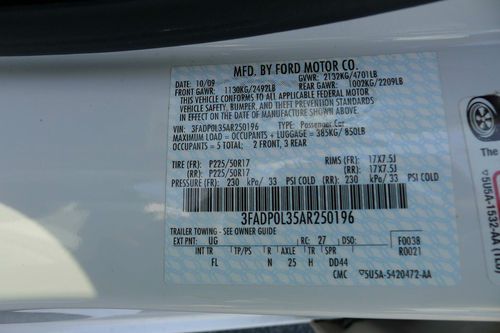 MFD. BY FORD MOTOR CO.
10/09 GVWR: 2132KG/4701LB
FRONT GAWR: 1130KG/2492LB REAR GAWR: 1002KG/2209LB
THIS VEHICLE CONFORMS TO ALL APPLICABLE FEDERAL MOTOR
VEHICLE SAFETY, BUMPER, AND THEFT PREVENTION STANDARDS
IN EFFECT ON THE DATE OF MANUFACTURE SHOWN ABOVE.
VIN: 3FADP0L35AR250196 TYPE: Passenger Car
MAXIMUM LOAD = OCCUPANTS + LUGGAGE = 385KG/850LB
OCCUPANTS = 5 TOTAL: 2 FRONT, 3 REAR
TIRE (FR): P225/50R17 RIMS (FR): 17X7.5J
(RR): P225/50R17 (RR): 17X7.5J
PRESSURE (FR): 230 kPa/ 33 PSI COLD (RR): 230 kPa/ 33 PSI COLD
3FADP0L35AR250196
TRAILER TOWING - SEE OWNER GUIDE
EXT PNT: UG RC: 27 DSO: F0038
INT TR TP/PS R AXLE TR SPR R0021
FL N 25 H DD44
CMC 5U5A-5420472-AA
The
5U5A-1532-AA